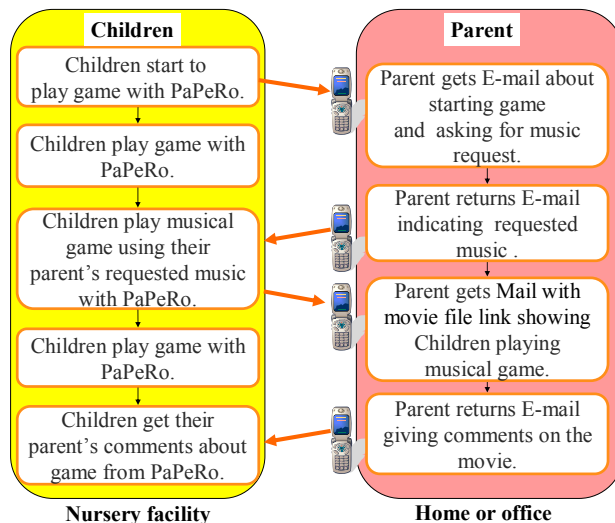 Children
Children start to
play game with PaPeRo.
Children play game with
PaPeRo.
Children play musical
game using their
parent's requested music
with PaPeRo.
Children play game with
PaPeRo.
Children get their
parent's comments about
game from PaPeRo.
Nursery facility
Parent
Parent gets E-mail about
starting game
and asking for music
request.
Parent returns E-mail
indicating requested
music .
Parent gets Mail with
movie file link showing
Children playing
musical game.
Parent returns E-mail
giving comments on the
movie.
Home or office